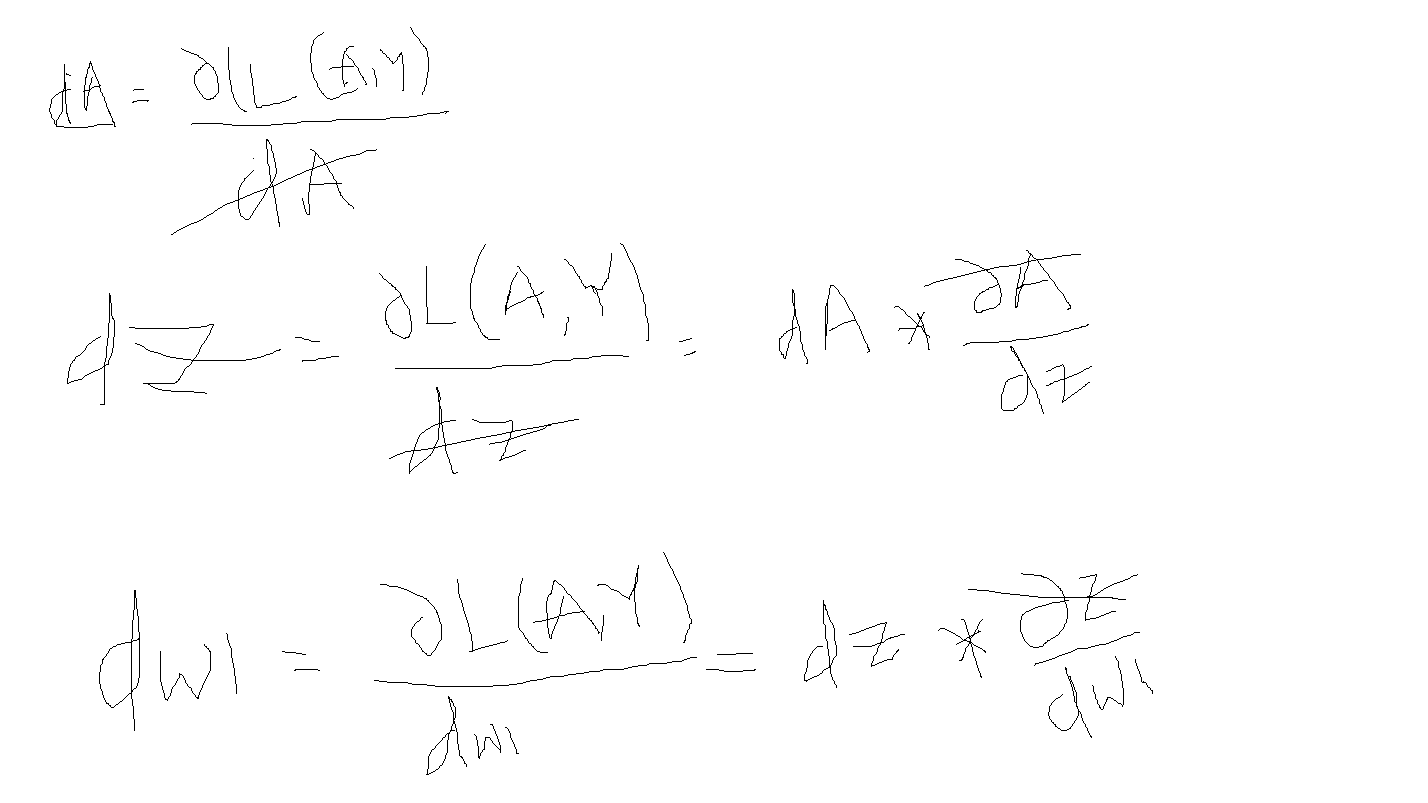 dA = ∂L(A,Y) / dA
dZ = ∂L(A,Y) / dz = dA * ∂A / dz
dw1 = ∂L(A,Y) / dw1 = dz * ∂z / dw1